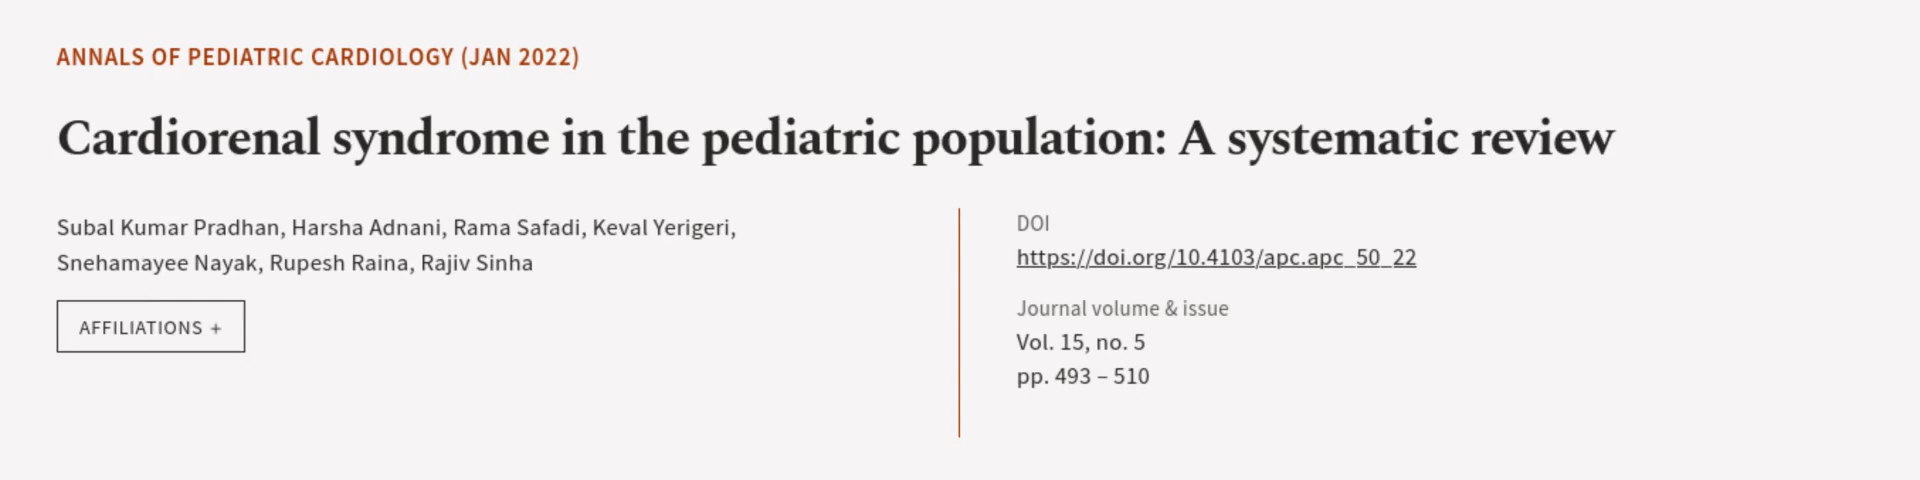 ANNALS OF PEDIATRIC CARDIOLOGY (JAN 2022)
Cardiorenal syndrome in the pediatric population: A systematic review
Subal Kumar Pradhan, Harsha Adnani, Rama Safadi, Keval Yerigeri,
Snehamayee Nayak, Rupesh Raina, Rajiv Sinha
AFFILIATIONS +
DOI
https://doi.org/10.4103/apc.apc_50_22
Journal volume & issue
Vol. 15, no. 5
pp. 493 – 510